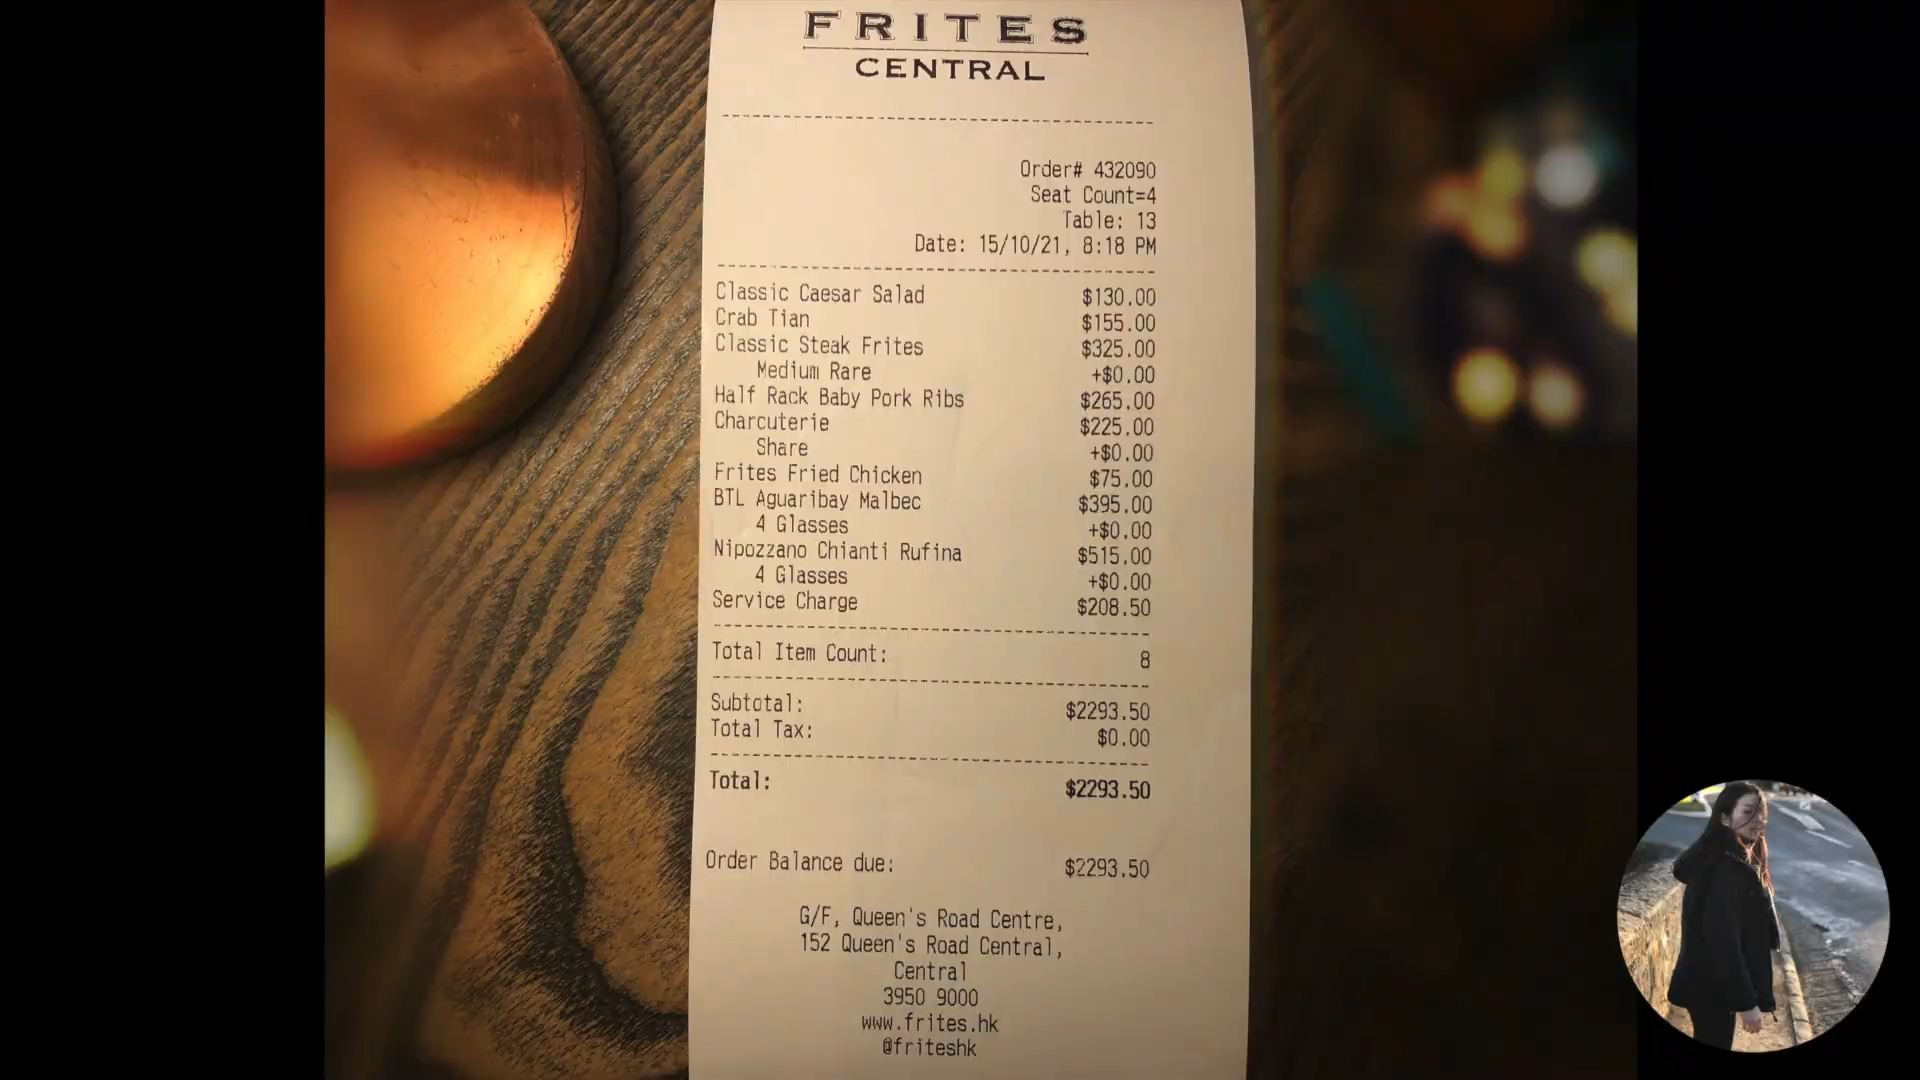 FRITES
CENTRAL
Order# 432090
Seat Count=4
Table: 13
Date: 15/10/21, 8:18 PM
Classic Caesar Salad $130.00
Crab Tian $155.00
Classic Steak Frites $325.00
Medium Rare +$0.00
Half Rack Baby Pork Ribs $265.00
Charcuterie $225.00
Share +$0.00
Frites Fried Chicken $75.00
BTL Aguaribay Malbec $395.00
4 Glasses +$0.00
Nipozzano Chianti Rufina $515.00
4 Glasses +$0.00
Service Charge $208.50
Total Item Count: 8
Subtotal: $2293.50
Total Tax: $0.00
Total: $2293.50
Order Balance due: $2293.50
G/F, Queen's Road Centre,
152 Queen's Road Central,
Central
3950 9000
www.frites.hk
@friteshk